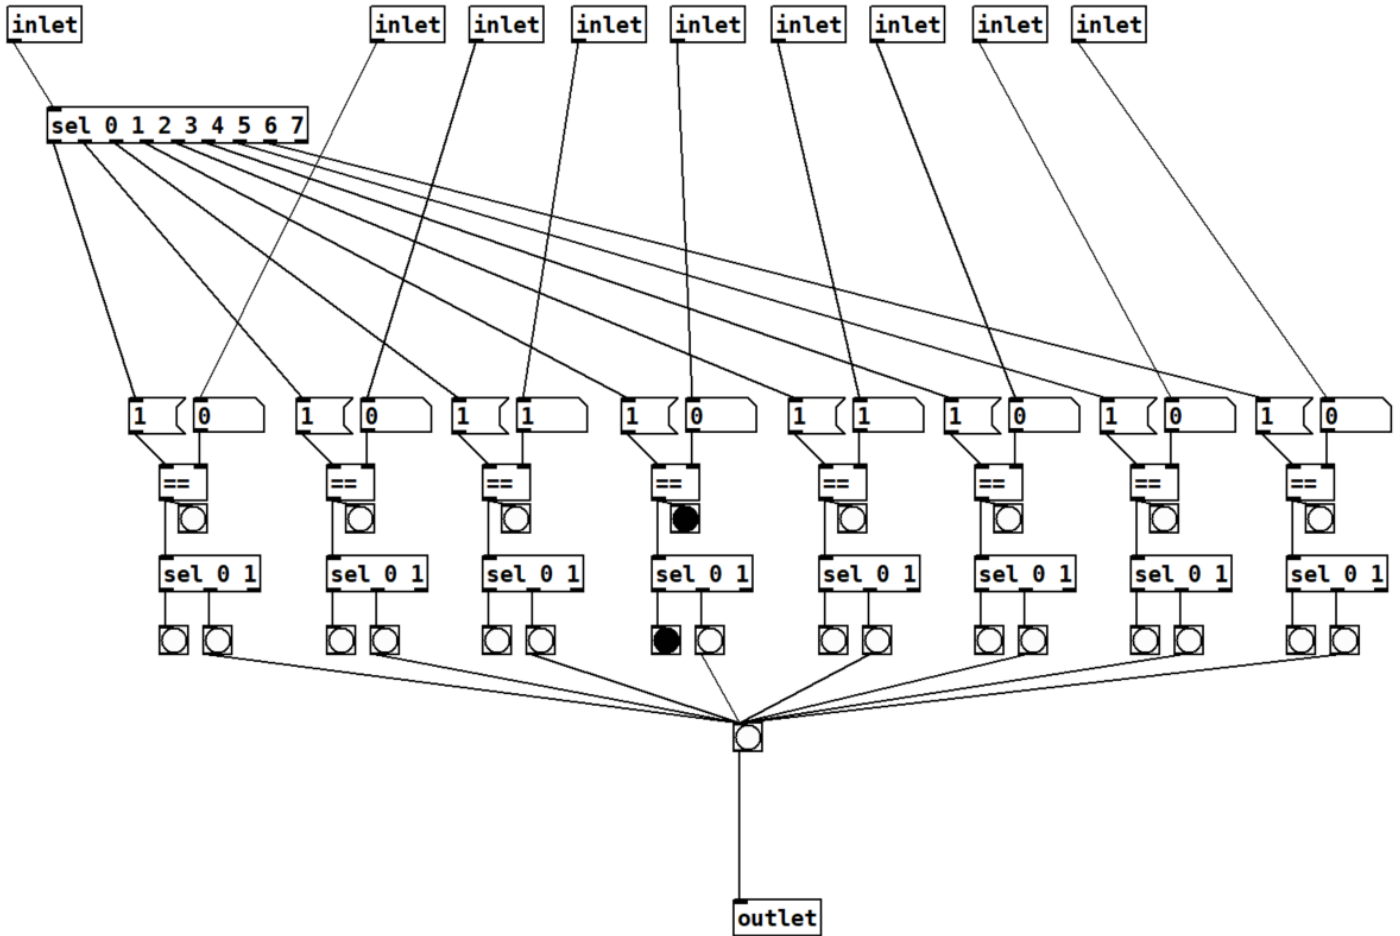 inlet inlet inlet inlet inlet inlet inlet inlet inlet
sel 0 1 2 3 4 5 6 7
1 0 1 0 1 1 1 0 1 1 1 0 1 0 1 0
== == == == == == == ==
sel 0 1 sel 0 1 sel 0 1 sel 0 1 sel 0 1 sel 0 1 sel 0 1 sel 0 1
outlet